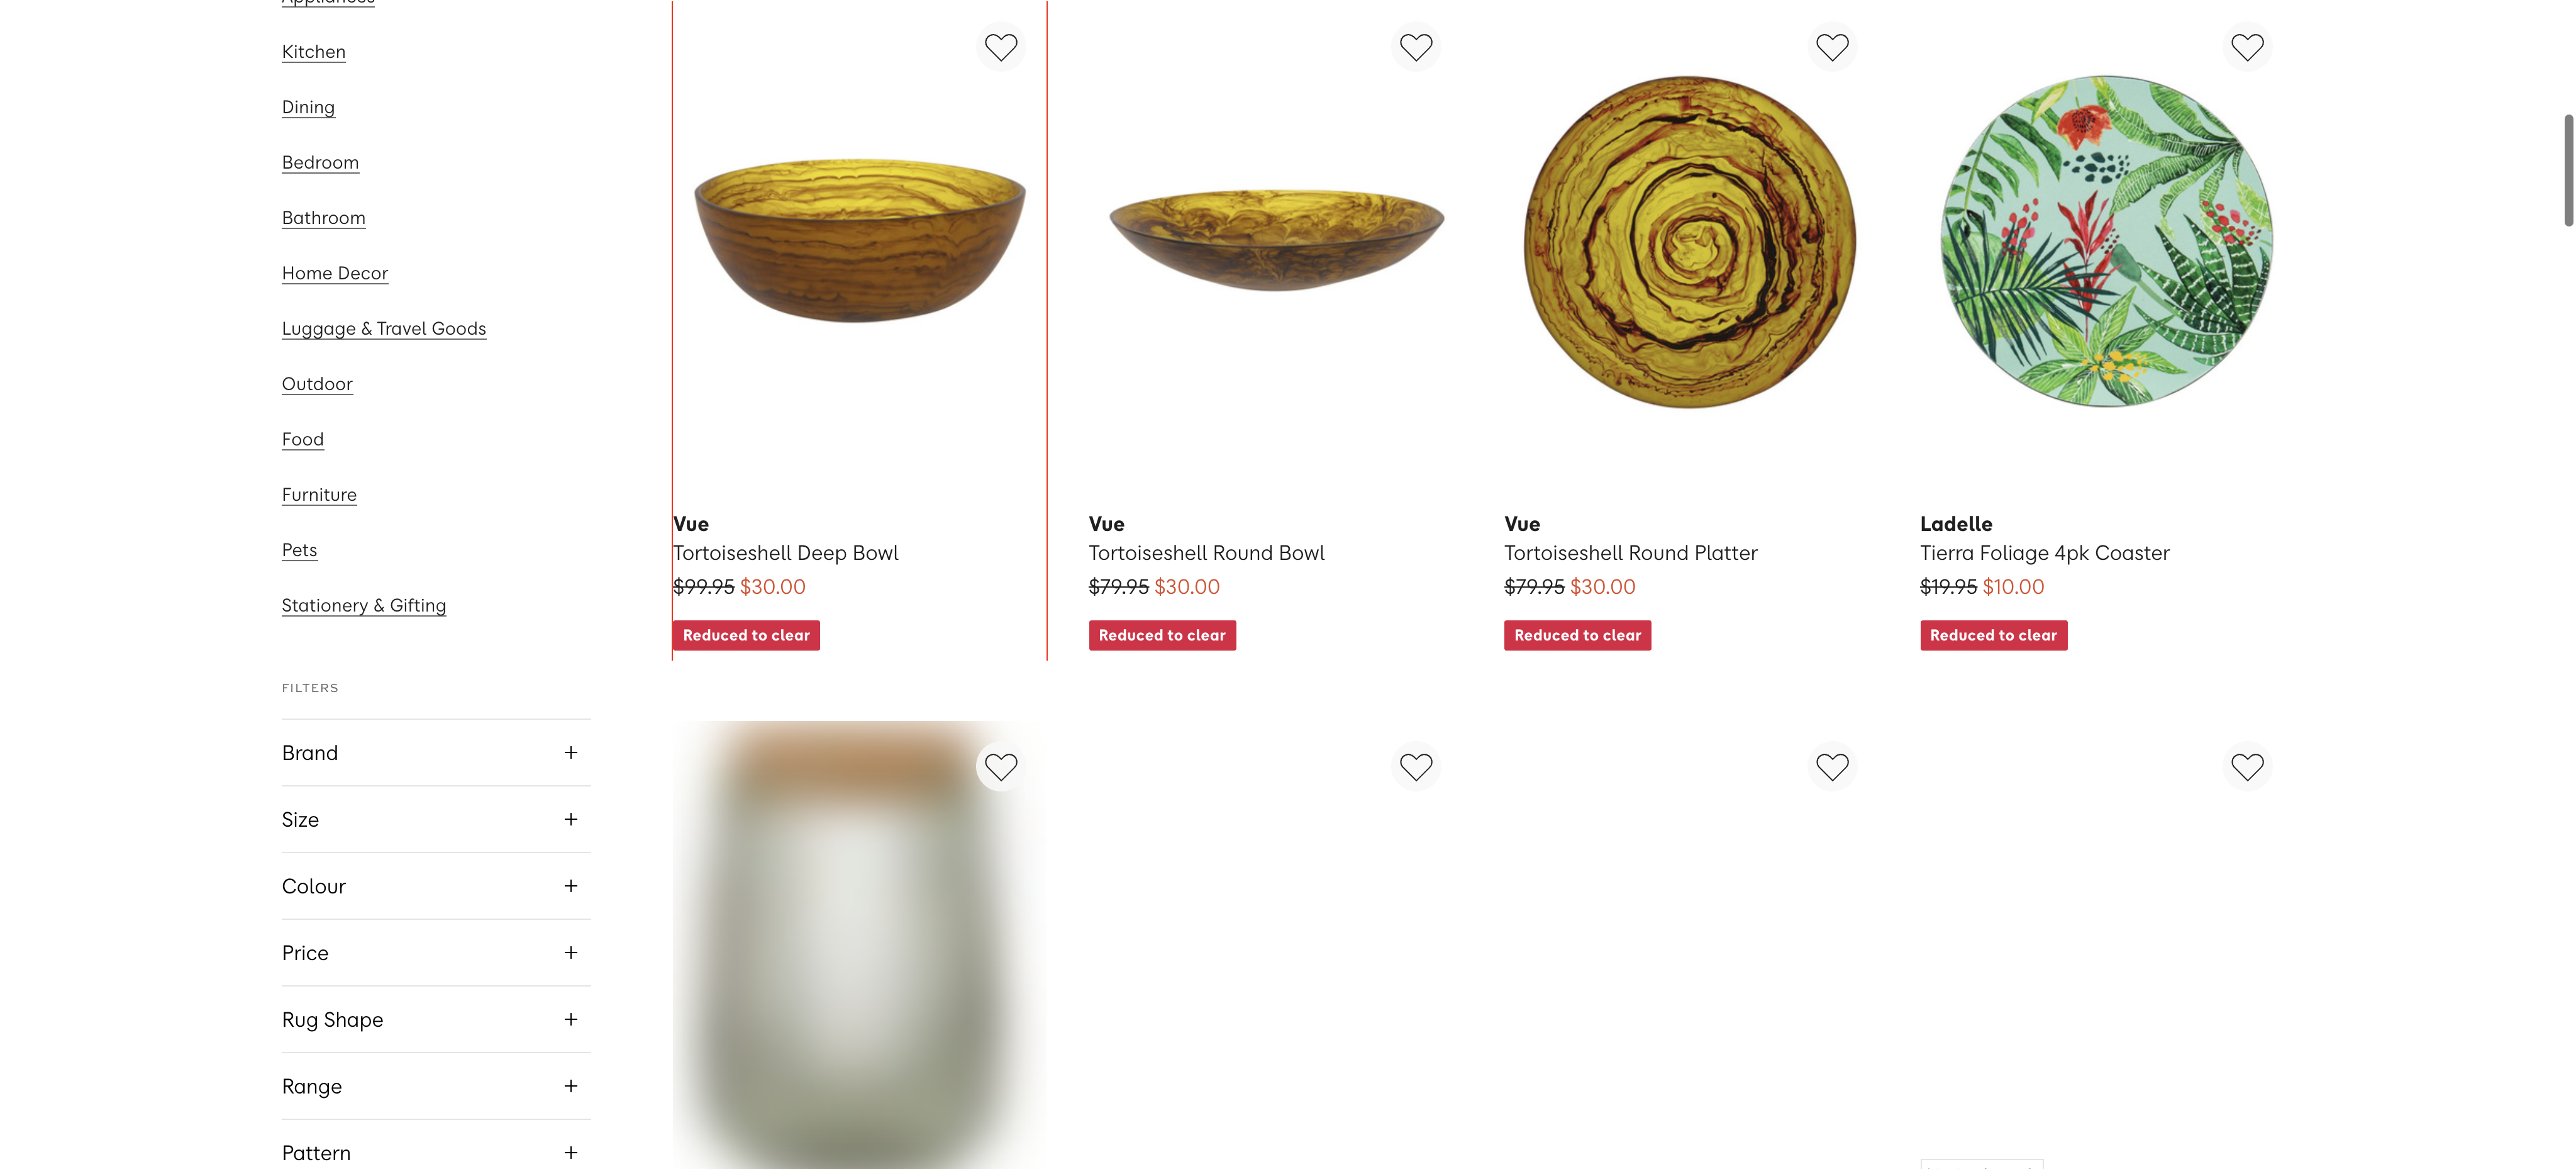 Appliances
Kitchen
Dining
Bedroom
Bathroom
Home Decor
Luggage & Travel Goods
Outdoor
Food
Furniture
Pets
Stationery & Gifting
FILTERS
Brand
Size
Colour
Price
Rug Shape
Range
Pattern
Vue
Tortoiseshell Deep Bowl
$99.95 $30.00
Reduced to clear
Vue
Tortoiseshell Round Bowl
$79.95 $30.00
Reduced to clear
Vue
Tortoiseshell Round Platter
$79.95 $30.00
Reduced to clear
Ladelle
Tierra Foliage 4pk Coaster
$19.95 $10.00
Reduced to clear